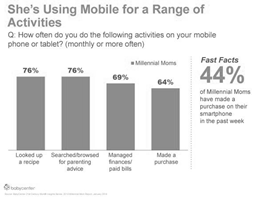 She's Using Mobile for a Range of
Activities
Q: How often do you do the following activities on your mobile
phone or tablet? (monthly or more often)
Millennial Moms
76%
76%
69%
64%
Looked up
a recipe
Searched/browsed
for parenting
advice
Managed
finances/
paid bills
Made a
purchase
Fast Facts
44%
of Millennial Moms
have made a
purchase on their
smartphone
in the past week
babycenter